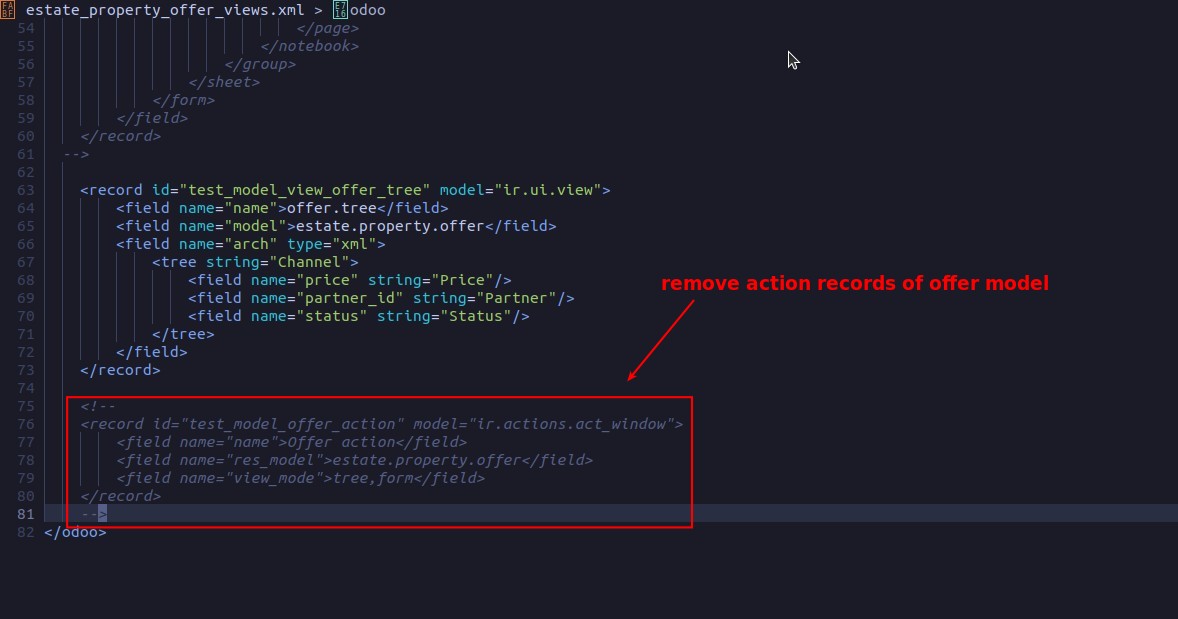 estate_property_offer_views.xml > odoo
54 </page>
55 </notebook>
56 </group>
57 </sheet>
58 </form>
59 </field>
60 </record>
61 -->
62
63 <record id="test_model_view_offer_tree" model="ir.ui.view">
64 <field name="name">offer.tree</field>
65 <field name="model">estate.property.offer</field>
66 <field name="arch" type="xml">
67 <tree string="Channel">
68 <field name="price" string="Price"/>
remove action records of offer model
69 <field name="partner_id" string="Partner"/>
70 <field name="status" string="Status"/>
71 </tree>
72 </field>
73 </record>
74
75 <!--
76 <record id="test_model_offer_action" model="ir.actions.act_window">
77 <field name="name">Offer action</field>
78 <field name="res_model">estate.property.offer</field>
79 <field name="view_mode">tree,form</field>
80 </record>
81 -->
82 </odoo>